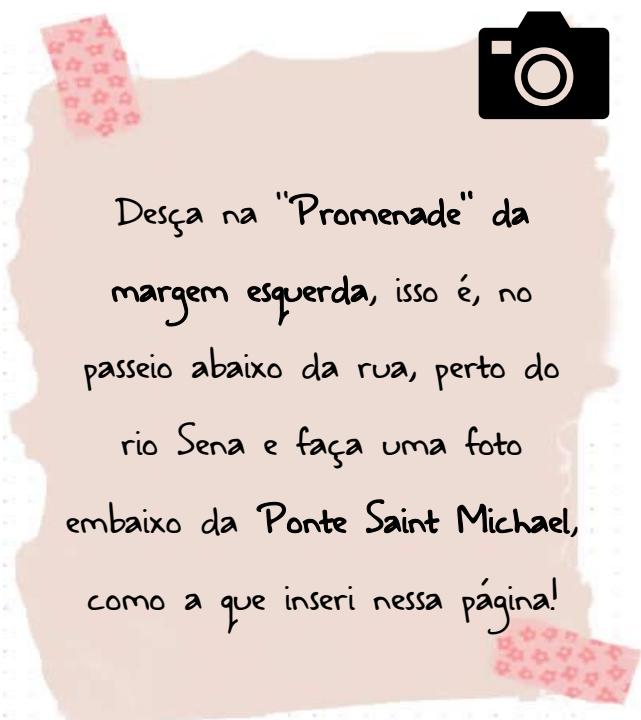 Desça na "Promenade" da
margem esquerda, isso é, no
passeio abaixo da rua, perto do
rio Sena e faça uma foto
embaixo da Ponte Saint Michael,
como a que inseri nessa página!